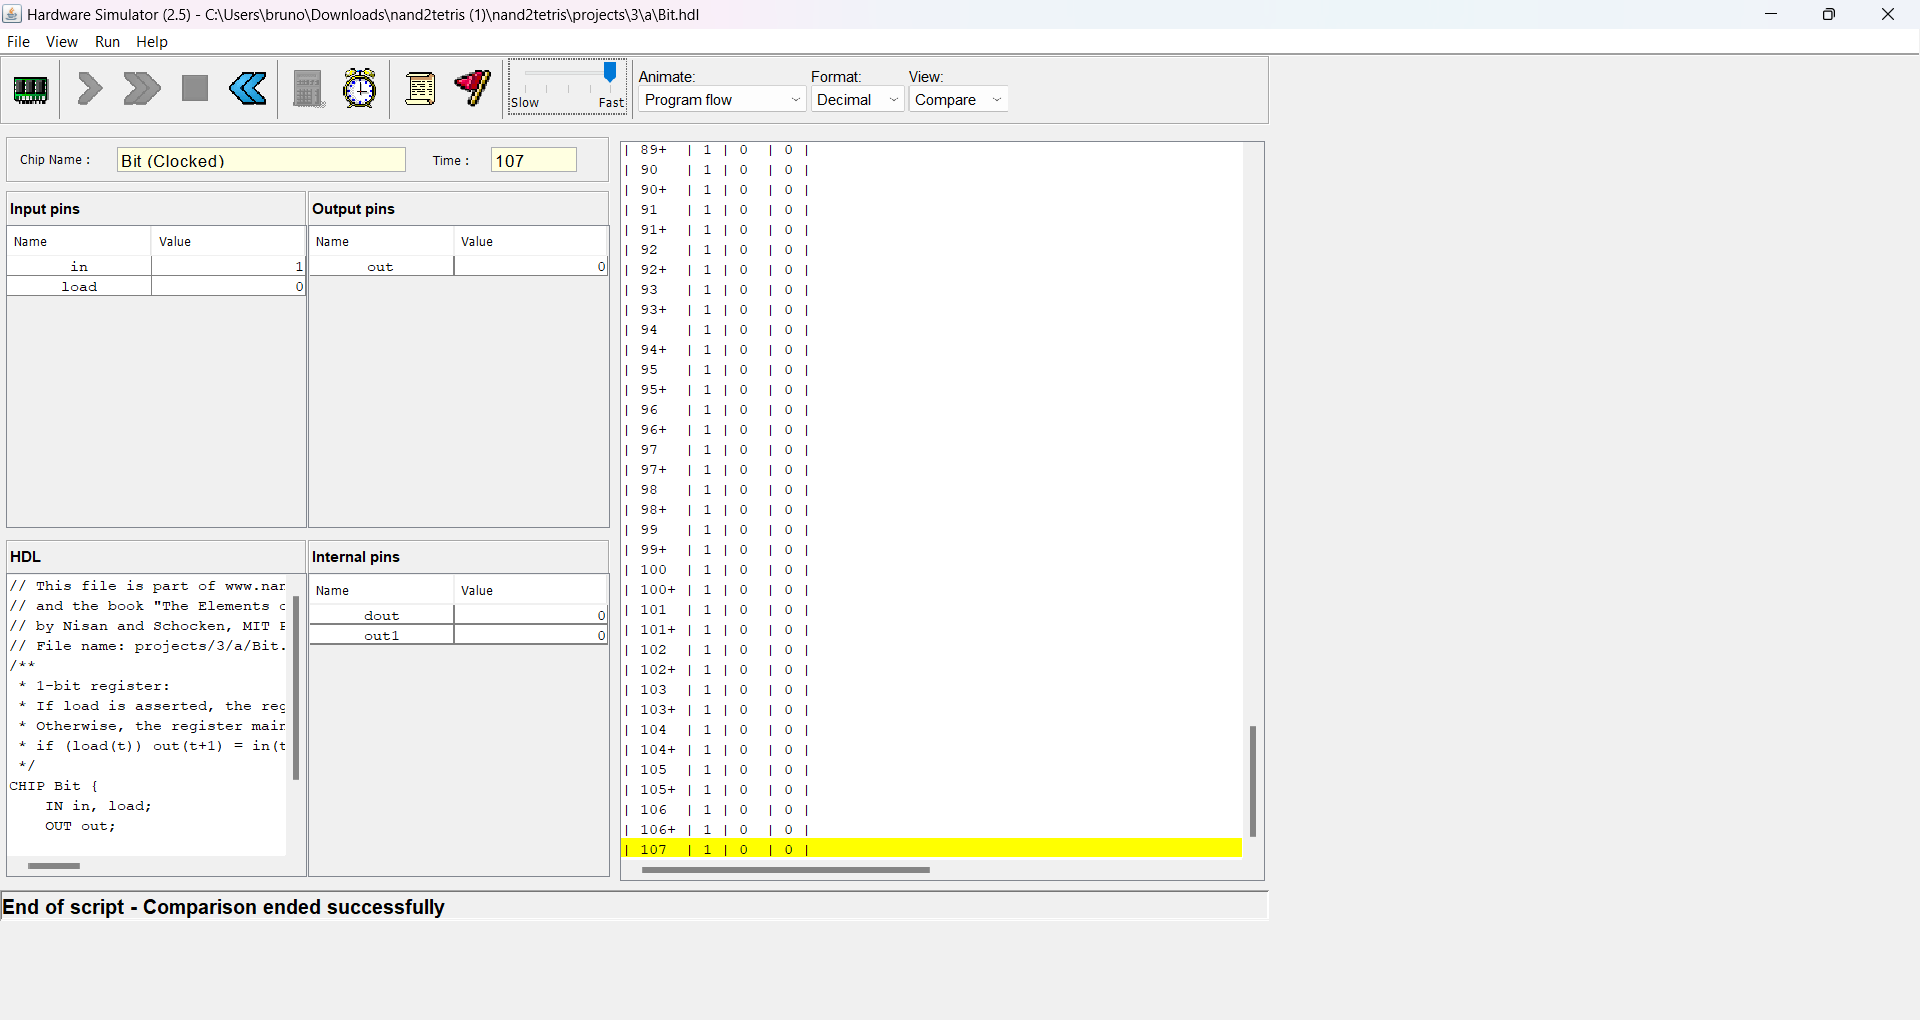 Hardware Simulator (2.5) - C:\Users\bruno\Downloads\nand2tetris (1)\nand2tetris\projects\3\a\Bit.hdl
File View Run Help
Slow Fast
Animate: Format: View:
Program flow Decimal Compare
Chip Name : Bit (Clocked) Time : 107
Input pins
Name Value
in 1
load 0
Output pins
Name Value
out 0
HDL
// This file is part of www.nan
// and the book "The Elements o
// by Nisan and Schocken, MIT P
// File name: projects/3/a/Bit.
/**
* 1-bit register:
* If load is asserted, the reg
* Otherwise, the register main
* if (load(t)) out(t+1) = in(t
*/
CHIP Bit {
IN in, load;
OUT out;
Internal pins
Name Value
dout 0
out1 0
| 89+ | 1 | 0 | 0 |
| 90 | 1 | 0 | 0 |
| 90+ | 1 | 0 | 0 |
| 91 | 1 | 0 | 0 |
| 91+ | 1 | 0 | 0 |
| 92 | 1 | 0 | 0 |
| 92+ | 1 | 0 | 0 |
| 93 | 1 | 0 | 0 |
| 93+ | 1 | 0 | 0 |
| 94 | 1 | 0 | 0 |
| 94+ | 1 | 0 | 0 |
| 95 | 1 | 0 | 0 |
| 95+ | 1 | 0 | 0 |
| 96 | 1 | 0 | 0 |
| 96+ | 1 | 0 | 0 |
| 97 | 1 | 0 | 0 |
| 97+ | 1 | 0 | 0 |
| 98 | 1 | 0 | 0 |
| 98+ | 1 | 0 | 0 |
| 99 | 1 | 0 | 0 |
| 99+ | 1 | 0 | 0 |
| 100 | 1 | 0 | 0 |
| 100+ | 1 | 0 | 0 |
| 101 | 1 | 0 | 0 |
| 101+ | 1 | 0 | 0 |
| 102 | 1 | 0 | 0 |
| 102+ | 1 | 0 | 0 |
| 103 | 1 | 0 | 0 |
| 103+ | 1 | 0 | 0 |
| 104 | 1 | 0 | 0 |
| 104+ | 1 | 0 | 0 |
| 105 | 1 | 0 | 0 |
| 105+ | 1 | 0 | 0 |
| 106 | 1 | 0 | 0 |
| 106+ | 1 | 0 | 0 |
| 107 | 1 | 0 | 0 |
End of script - Comparison ended successfully